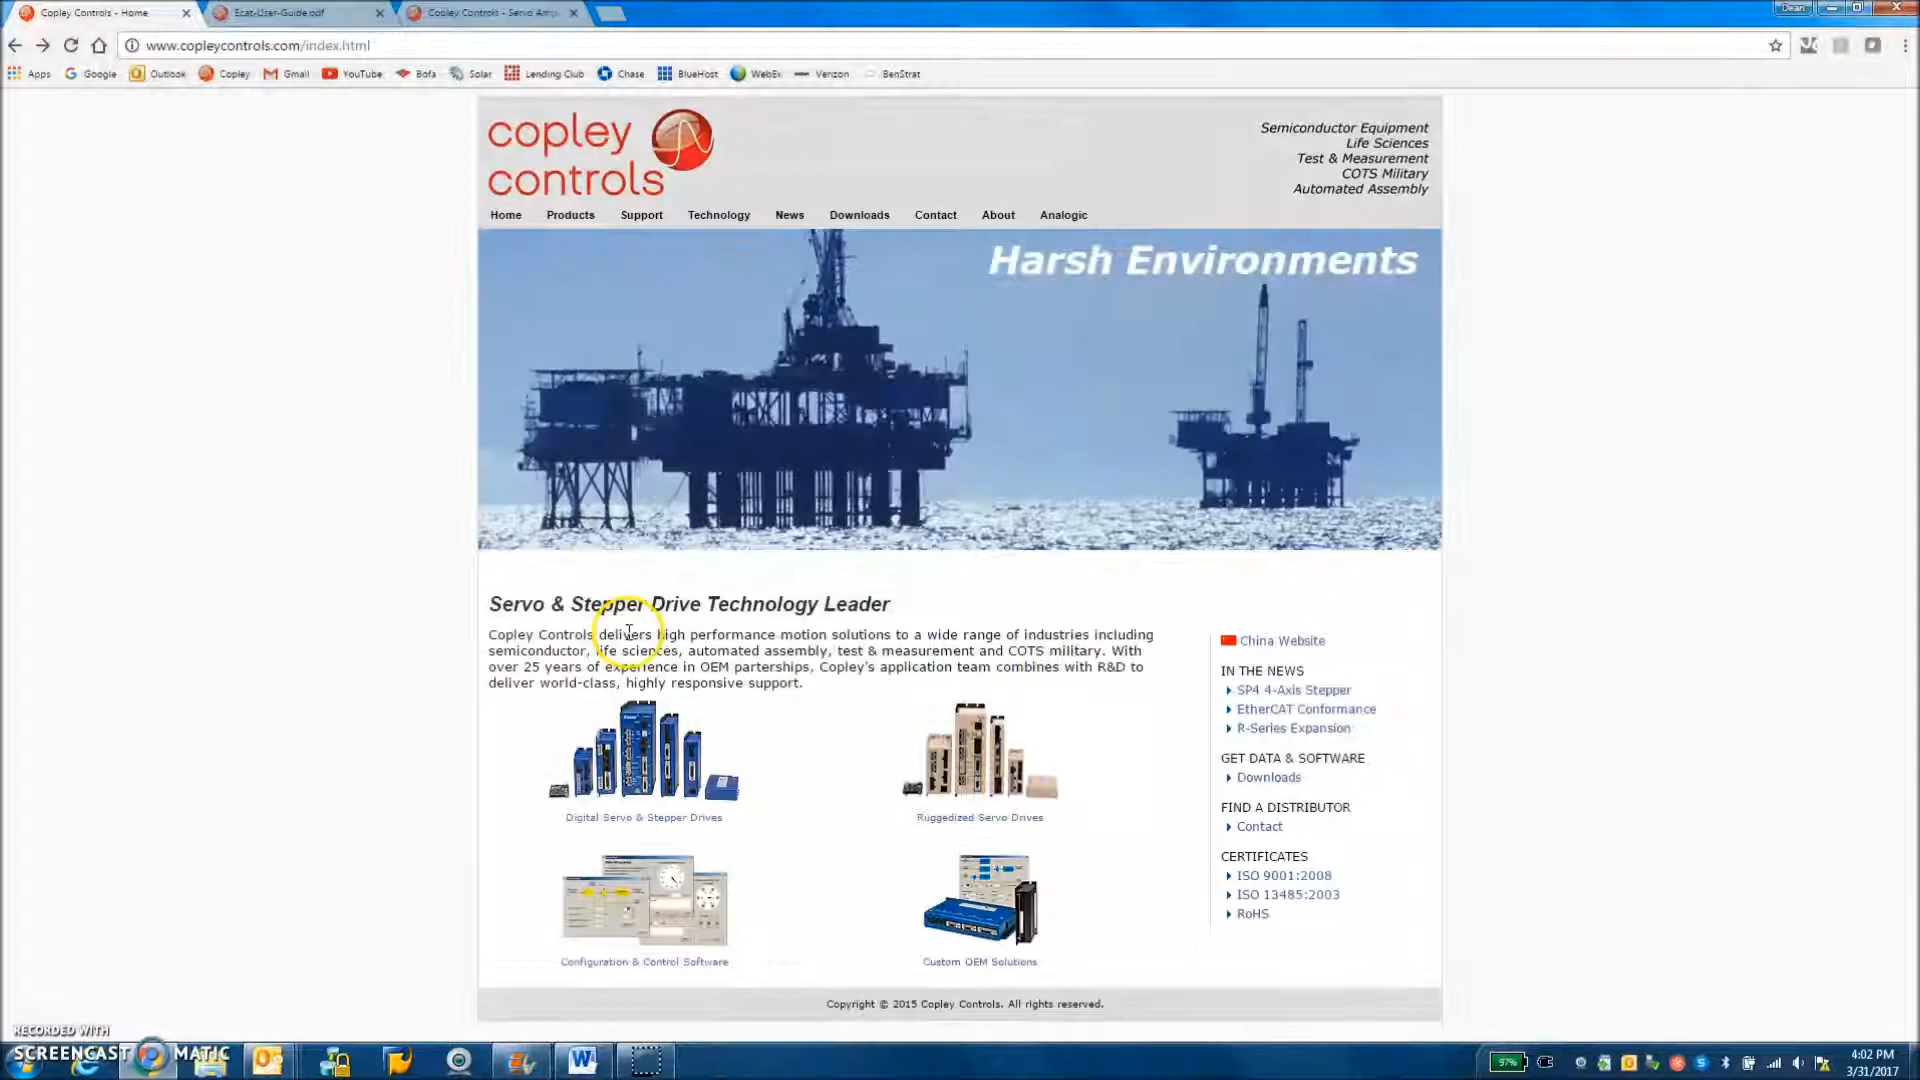 Copley Controls - Home
Ecat-User-Guide.pdf
Copley Controls - Servo Amp
Dean
www.copleycontrols.com/index.html
Apps Google Outlook Copley Gmail YouTube Bofa Solar Lending Club Chase BlueHost WebEx Verizon BenStrat
copley
controls
Semiconductor Equipment
Life Sciences
Test & Measurement
COTS Military
Automated Assembly
Home Products Support Technology News Downloads Contact About Analogic
Harsh Environments
Servo & Stepper Drive Technology Leader
Copley Controls delivers high performance motion solutions to a wide range of industries including
semiconductor, life sciences, automated assembly, test & measurement and COTS military. With
over 25 years of experience in OEM parterships, Copley's application team combines with R&D to
deliver world-class, highly responsive support.
Digital Servo & Stepper Drives
Ruggedized Servo Drives
Configuration & Control Software
Custom OEM Solutions
China Website
IN THE NEWS
SP4 4-Axis Stepper
EtherCAT Conformance
R-Series Expansion
GET DATA & SOFTWARE
Downloads
FIND A DISTRIBUTOR
Contact
CERTIFICATES
ISO 9001:2008
ISO 13485:2003
RoHS
Copyright © 2015 Copley Controls. All rights reserved.
RECORDED WITH
SCREENCAST MATIC
97%
4:02 PM
3/31/2017